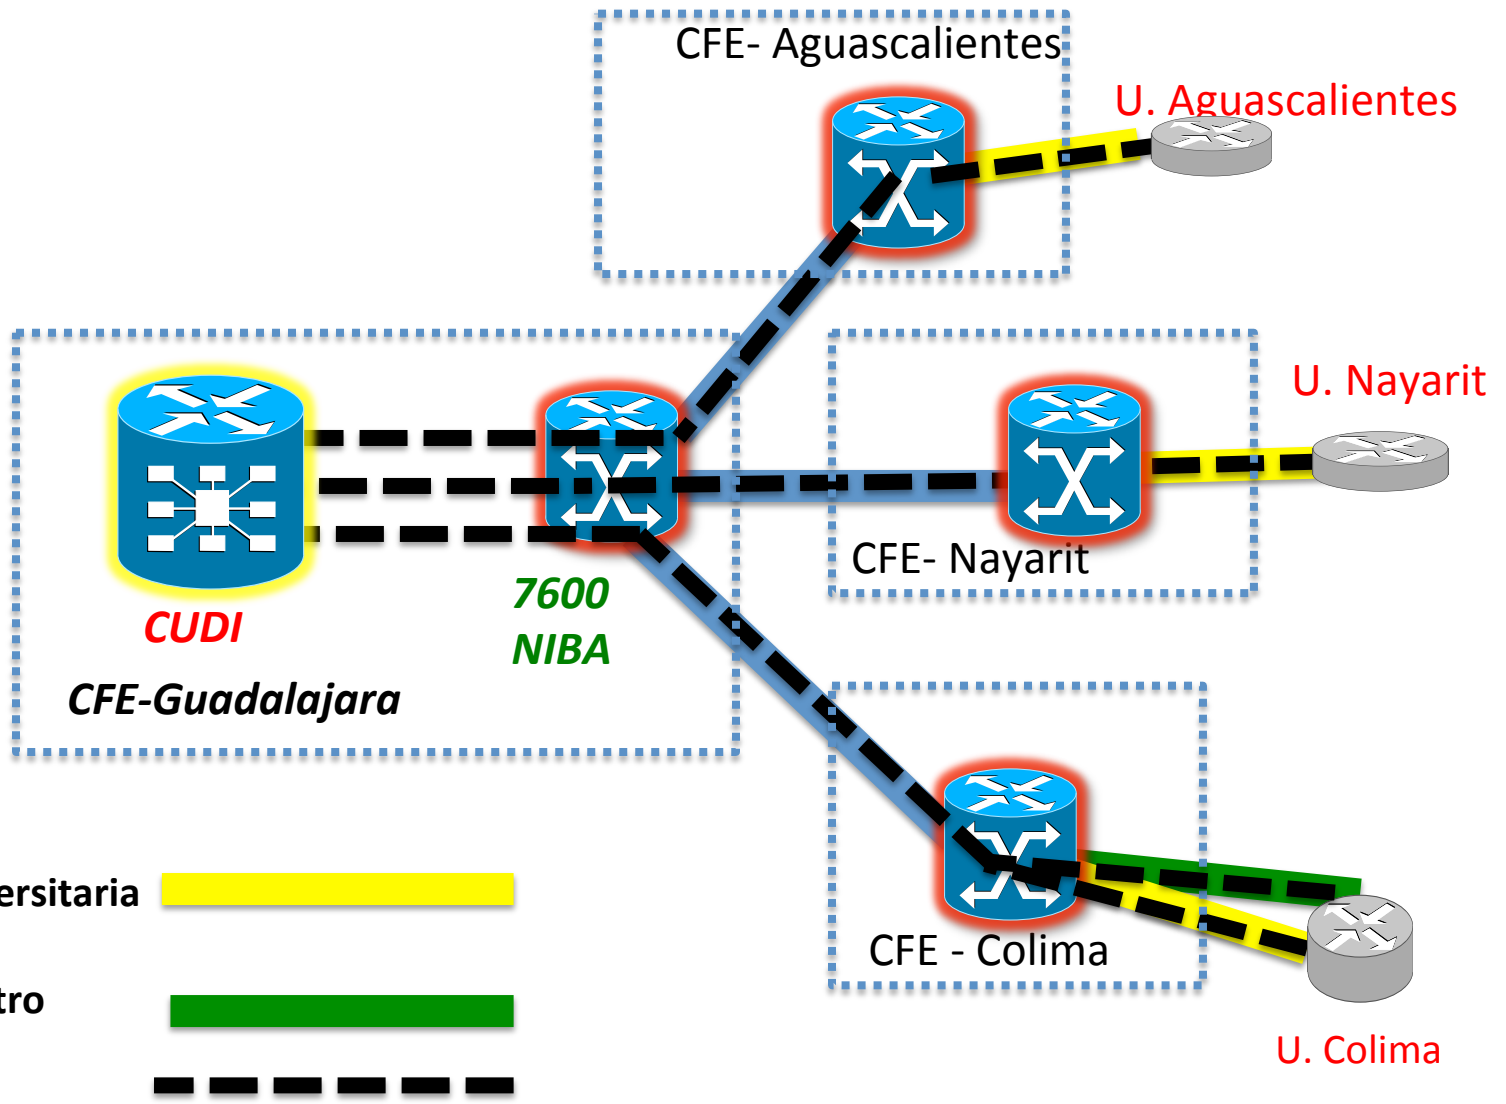 CFE- Aguascalientes
U. Aguascalientes
U. Nayarit
CFE- Nayarit
7600
NIBA
CUDI
CFE-Guadalajara
ersitaria
CFE - Colima
tro
U. Colima